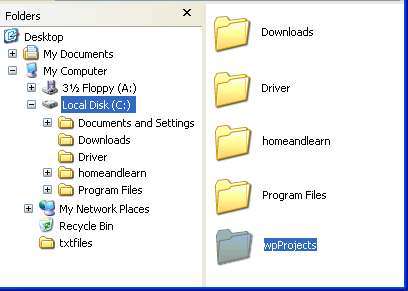 Folders
Desktop
My Documents
My Computer
3½ Floppy (A:)
Local Disk (C:)
Documents and Settings
Downloads
Driver
homeandlearn
Program Files
My Network Places
Recycle Bin
txtfiles
Downloads
Driver
homeandlearn
Program Files
wpProjects